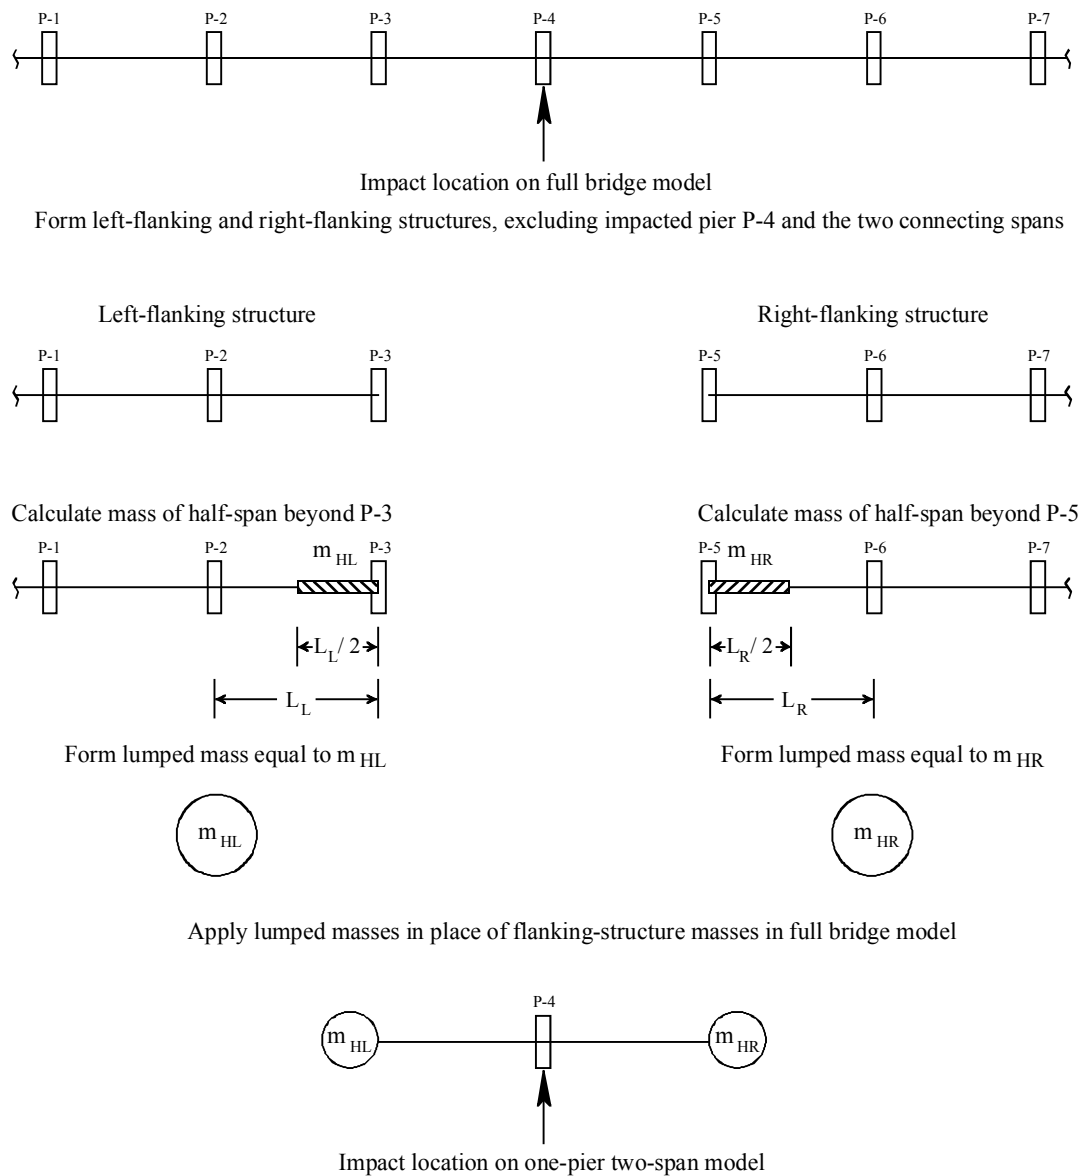 P-1 P-2 P-3 P-4 P-5 P-6 P-7
Impact location on full bridge model
Form left-flanking and right-flanking structures, excluding impacted pier P-4 and the two connecting spans
Left-flanking structure
Right-flanking structure
P-1 P-2 P-3
P-5 P-6 P-7
Calculate mass of half-span beyond P-3
Calculate mass of half-span beyond P-5
P-1 P-2 P-3
m HL
P-5 P-6 P-7
m HR
L L / 2
L R / 2
L L
L R
Form lumped mass equal to m HL
Form lumped mass equal to m HR
m HL
m HR
Apply lumped masses in place of flanking-structure masses in full bridge model
P-4
m HL
m HR
Impact location on one-pier two-span model